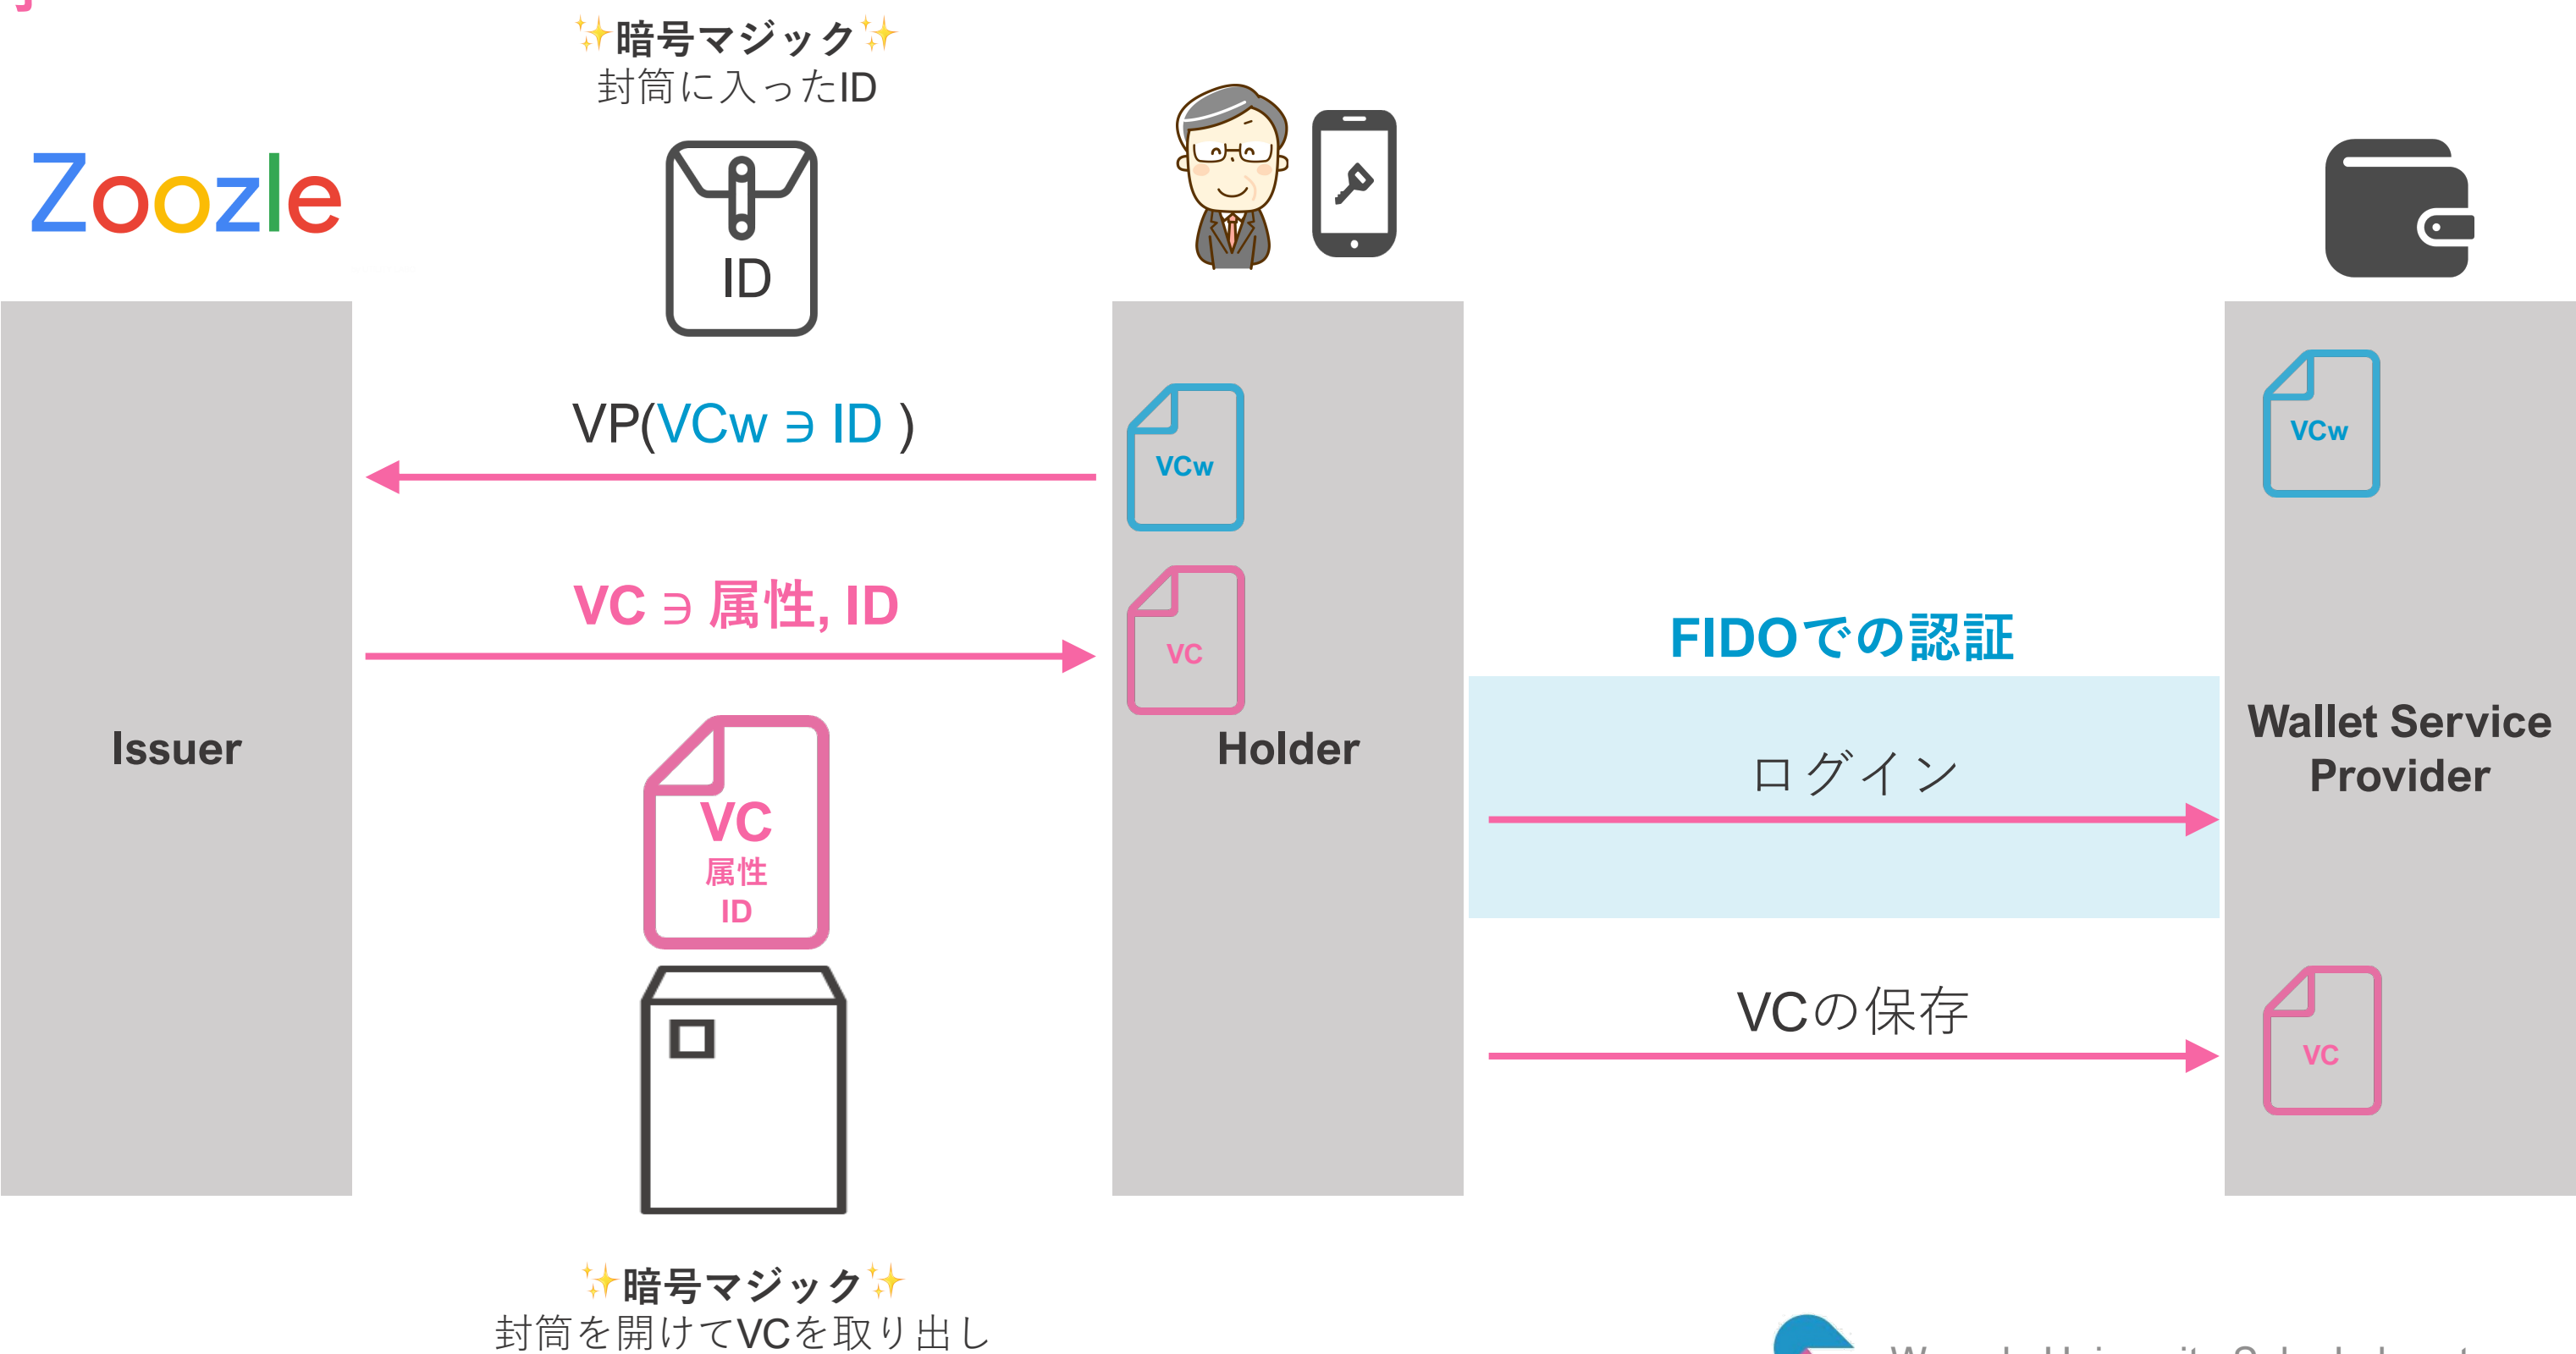 ✨暗号マジック✨
封筒に入ったID
Zoozle
ID
VP(VCw ∋ ID )
VCw
VCw
VC ∋ 属性, ID
VC
FIDOでの認証
Issuer
Holder
Wallet Service
Provider
ログイン
VC
属性
ID
VCの保存
VC
✨暗号マジック✨
封筒を開けてVCを取り出し